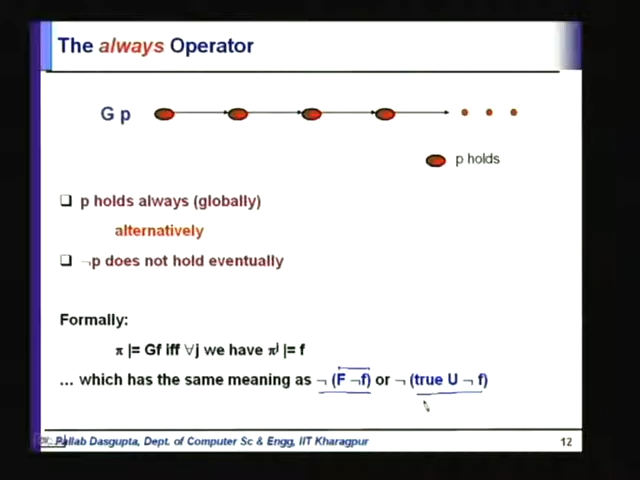 The always Operator
G p
p holds
❑ p holds always (globally)
alternatively
❑ ¬p does not hold eventually
Formally:
π |= Gf iff ∀j we have πʲ |= f
... which has the same meaning as ¬ (F ¬f) or ¬ (true U ¬ f)
Pallab Dasgupta, Dept. of Computer Sc & Engg, IIT Kharagpur
12